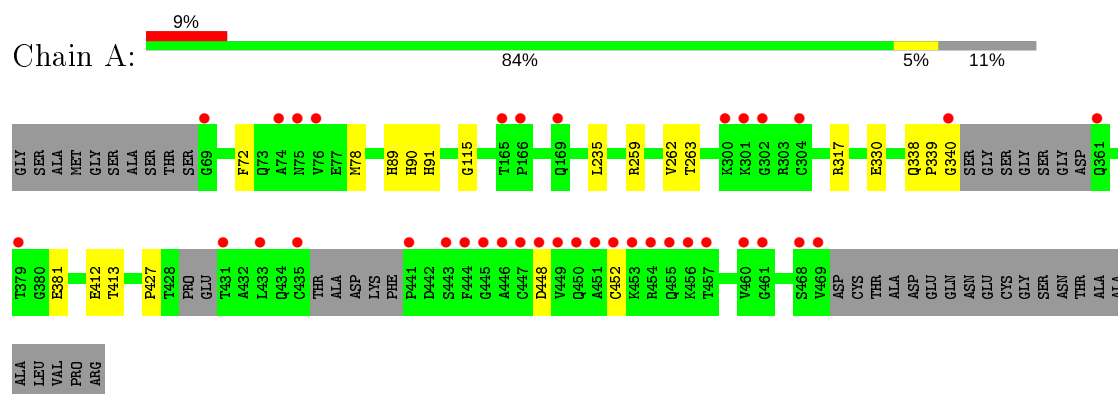 9%
Chain A:
84% 5% 11%
GLY SER ALA MET GLY SER ALA SER THR SER G69 F72 Q73 A74 N75 V76 E77 M78 H89 H90 H91 G115 T165 P166 Q169 L235 R259 V262 T263 K300 K301 G302 R303 C304 R317 E330 Q338 P339 G340 SER GLY SER GLY SER GLY ASP Q361
T379 G380 E381 E412 T413 P427 T428 PRO GLU T431 A432 L433 Q434 C435 THR ALA ASP LYS PHE P441 D442 S443 F444 G445 A446 C447 D448 V449 Q450 A451 C452 K453 R454 Q455 K456 T457 V460 G461 S468 V469 ASP CYS THR ALA ASP GLU GLN ASN GLU CYS GLY SER ASN THR ALA ALA
ALA LEU VAL PRO ARG